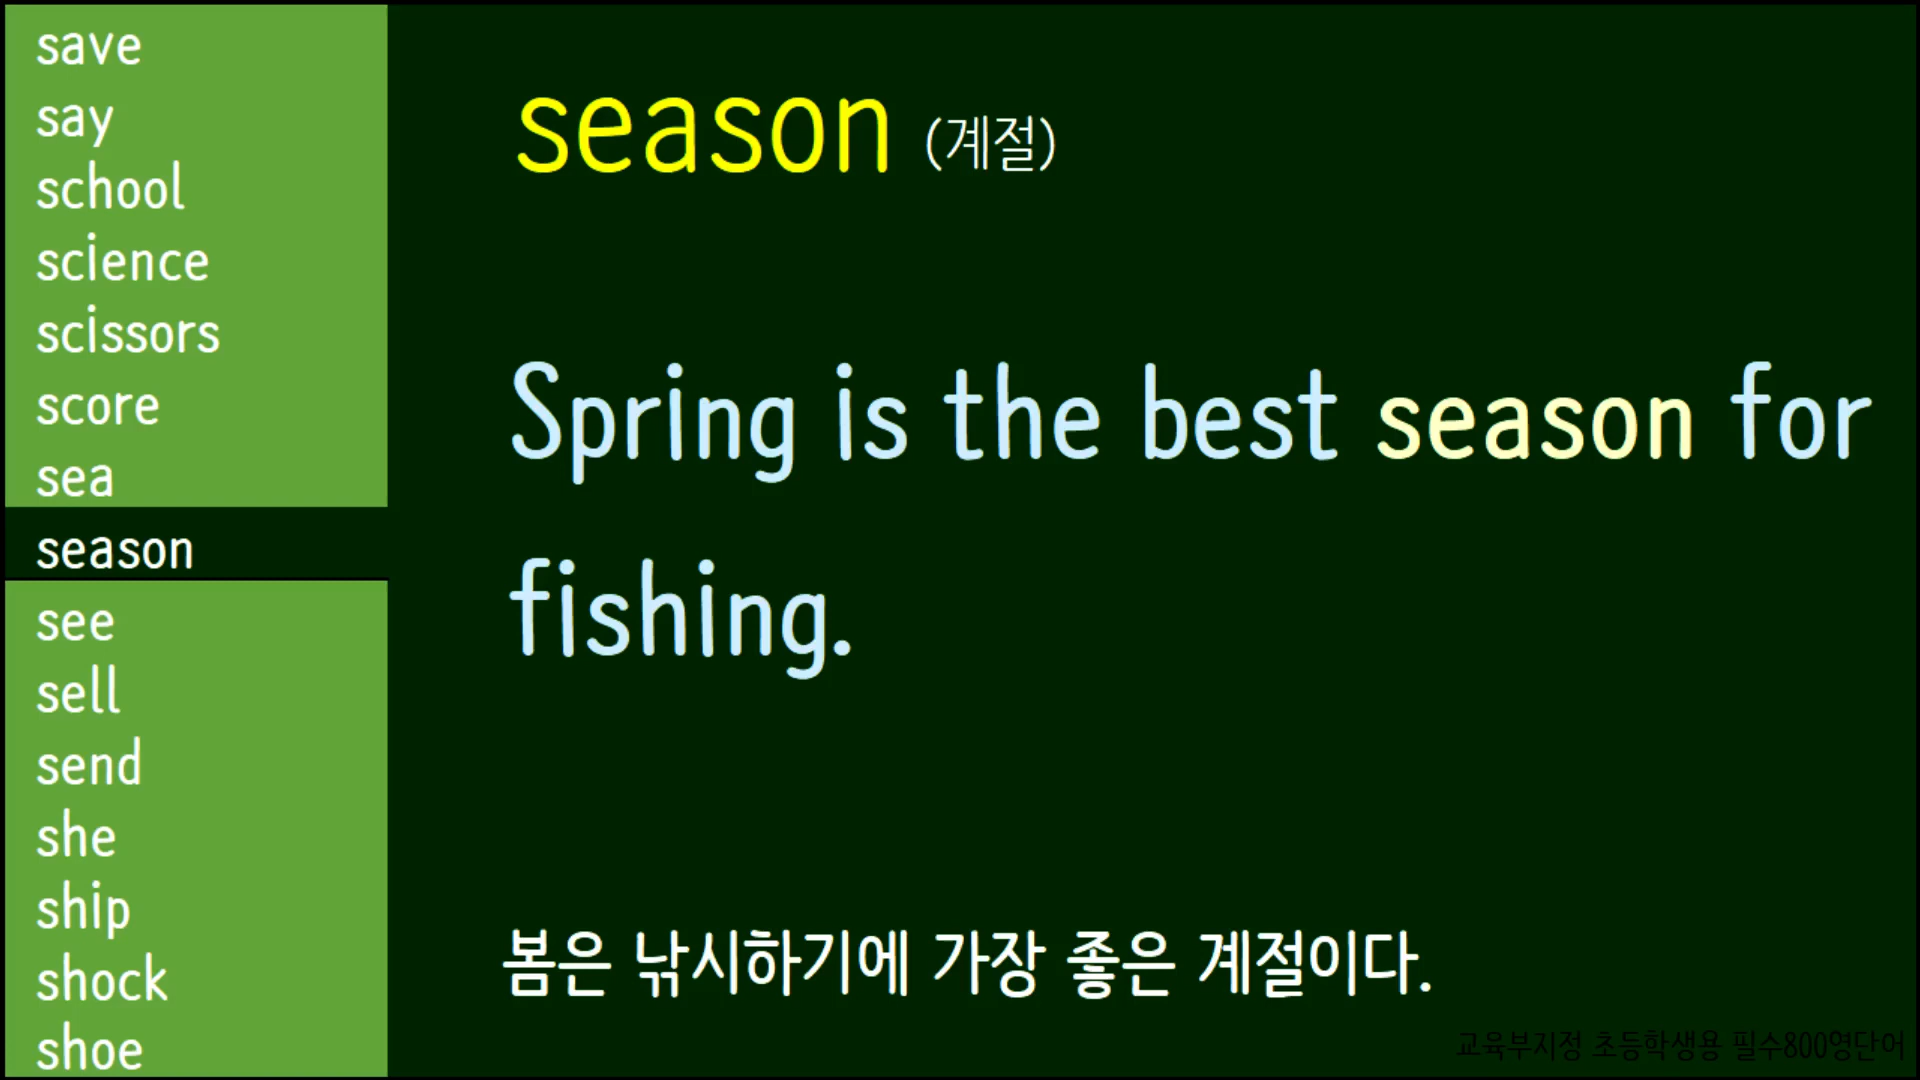 save
say
school
science
scissors
score
sea
season
see
sell
send
she
ship
shock
shoe
season (계절)
Spring is the best season for
fishing.
봄은 낚시하기에 가장 좋은 계절이다.
교육부지정 초등학생용 필수800영단어